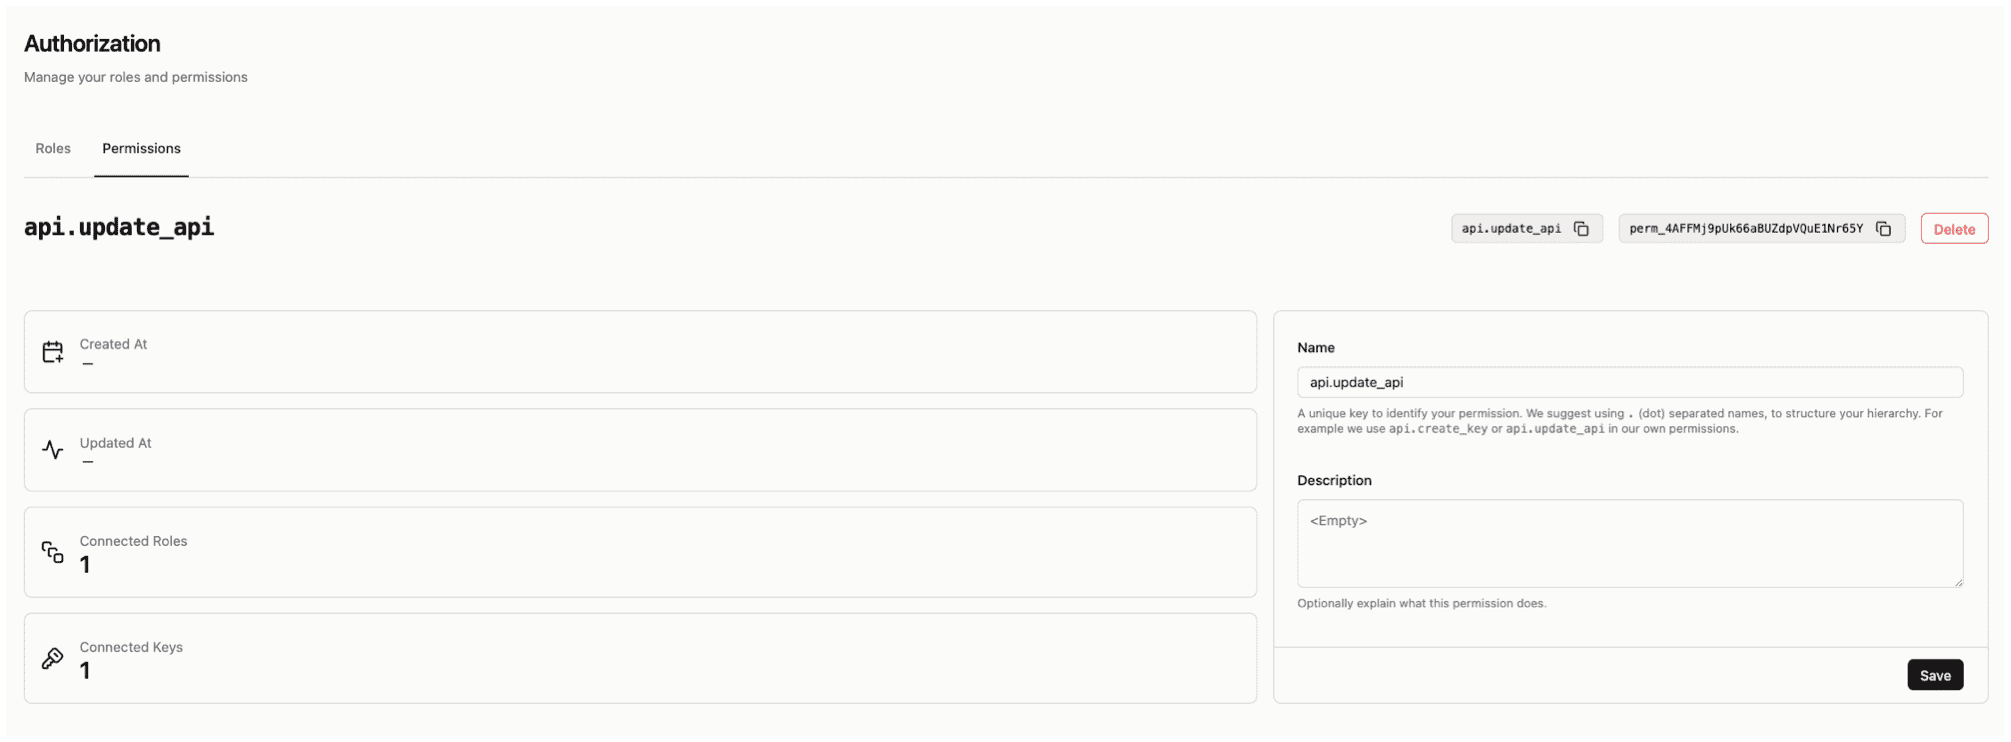 Authorization
Manage your roles and permissions
Roles
Permissions
api.update_api
api.update_api
perm_4AFFMj9pUk66aBUZdpVQuE1Nr65Y
Delete
Created At
—
Updated At
—
Connected Roles
1
Connected Keys
1
Name
api.update_api
A unique key to identify your permission. We suggest using . (dot) separated names, to structure your hierarchy. For
example we use api.create_key or api.update_api in our own permissions.
Description
<Empty>
Optionally explain what this permission does.
Save